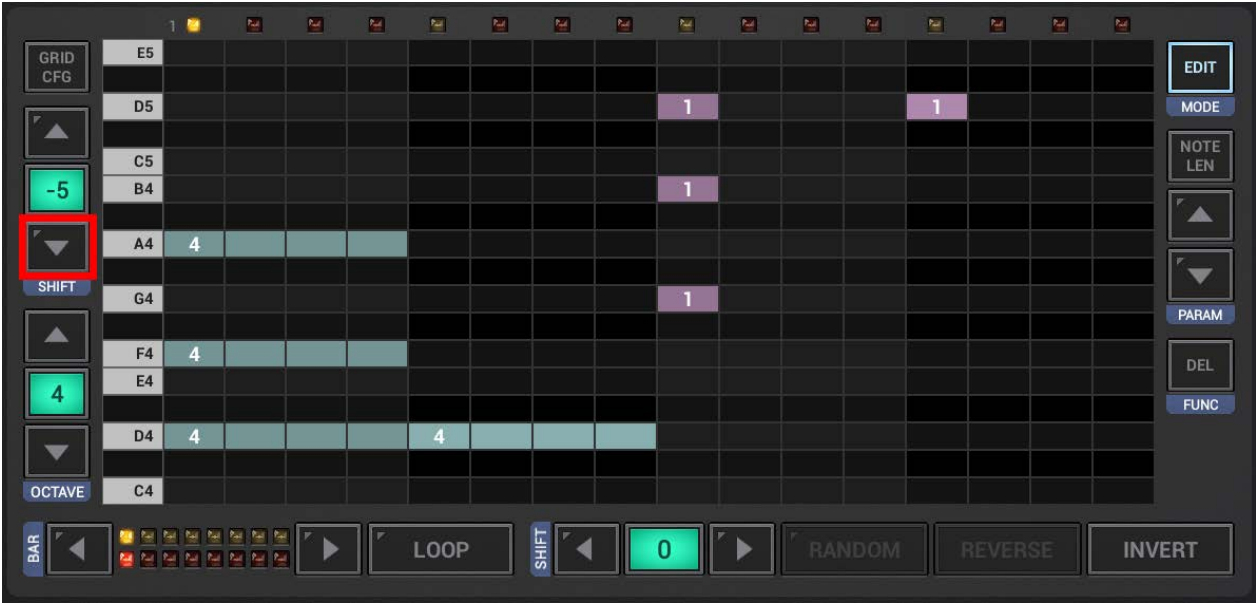 1
GRID
CFG
E5
EDIT
MODE
D5
1
1
NOTE
LEN
C5
-5
B4
1
A4
4
SHIFT
G4
1
PARAM
F4
4
DEL
E4
4
FUNC
D4
4
4
OCTAVE
C4
BAR
LOOP
SHIFT
0
RANDOM
REVERSE
INVERT